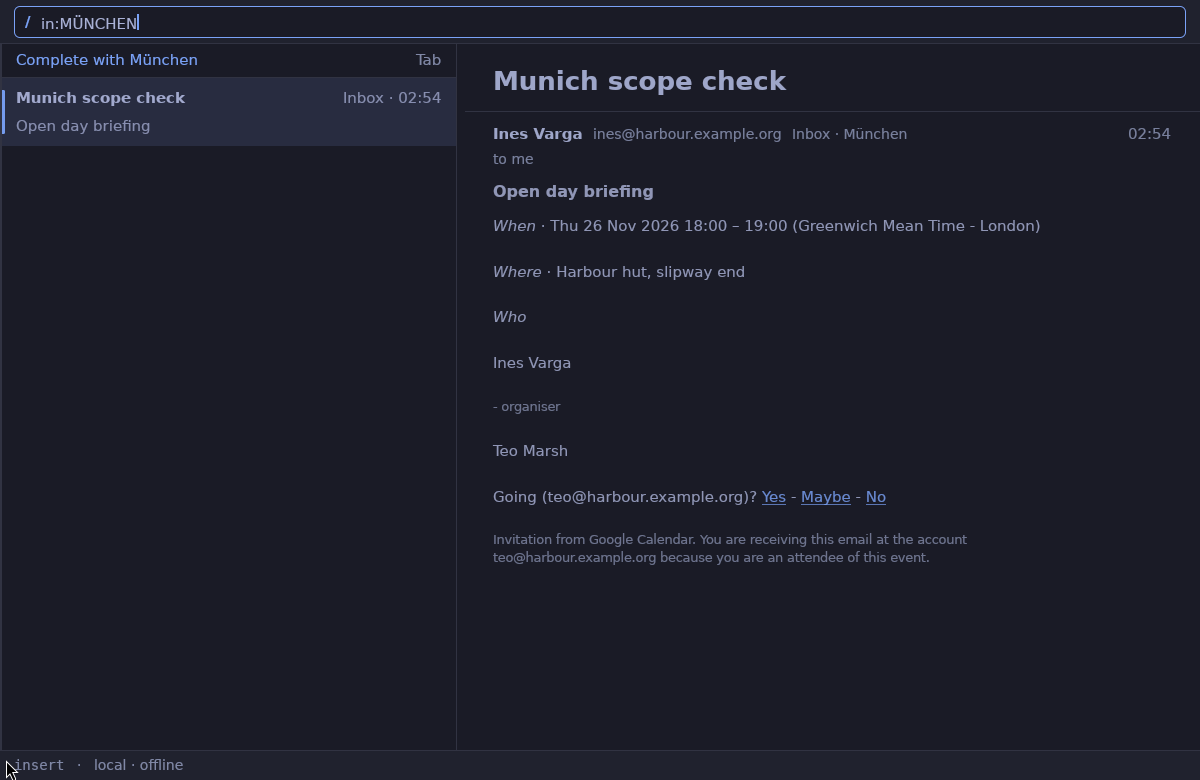 / in:MÜNCHEN
Complete with München Tab
Munich scope check Inbox · 02:54
Open day briefing
Munich scope check
Ines Varga ines@harbour.example.org Inbox · München 02:54
to me
Open day briefing
When · Thu 26 Nov 2026 18:00 – 19:00 (Greenwich Mean Time - London)
Where · Harbour hut, slipway end
Who
Ines Varga
- organiser
Teo Marsh
Going (teo@harbour.example.org)? Yes - Maybe - No
Invitation from Google Calendar. You are receiving this email at the account
teo@harbour.example.org because you are an attendee of this event.
insert · local · offline